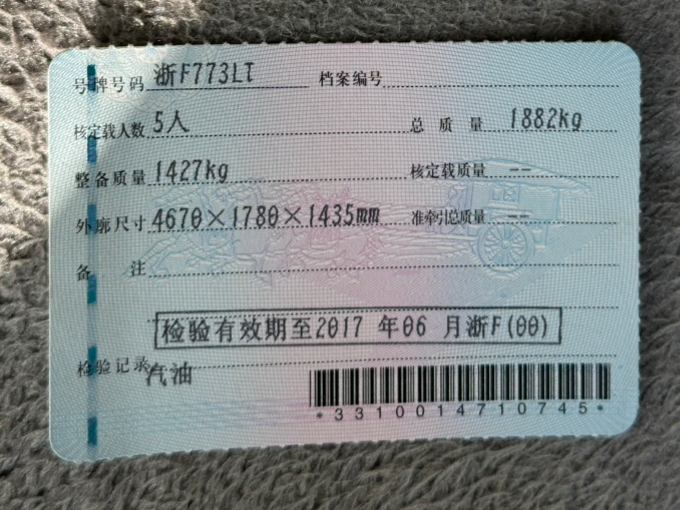 号牌号码 浙F773LT 档案编号
核定载人数 5人 总质量 1882kg
整备质量 1427kg 核定载质量 --
外廓尺寸 4670×1780×1435mm 准牵引总质量 --
备注
检验有效期至2017 年06 月浙F(00)
检验记录 汽油
*3310014710745*